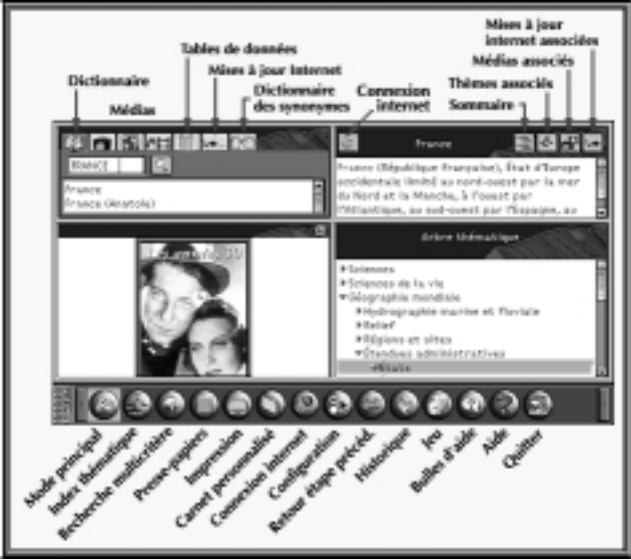 Mises à jour
internet associées
Tables de données
Médias associés
Mises à jour Internet
Dictionnaire
Thèmes associés
Dictionnaire
des synonymes
Connexion
internet
Sommaire
Médias
France
FRANCE
France (République française), État d'Europe
occidentale limité au nord-ouest par la mer
du Nord et la Manche, à l'ouest par
l'Atlantique, au sud-ouest par l'Espagne, au
France
France (Anatole)
Arbre thématique
Les années 30
Sciences
Sciences de la vie
Géographie mondiale
Hydrographie marine et fluviale
Relief
Régions et sites
Étendues administratives
États
Mode principal
Index thématique
Recherche multicritère
Presse-papiers
Impression
Carnet personnalisé
Connexion internet
Configuration
Retour étape précéd.
Historique
Jeu
Bulles d'aide
Aide
Quitter